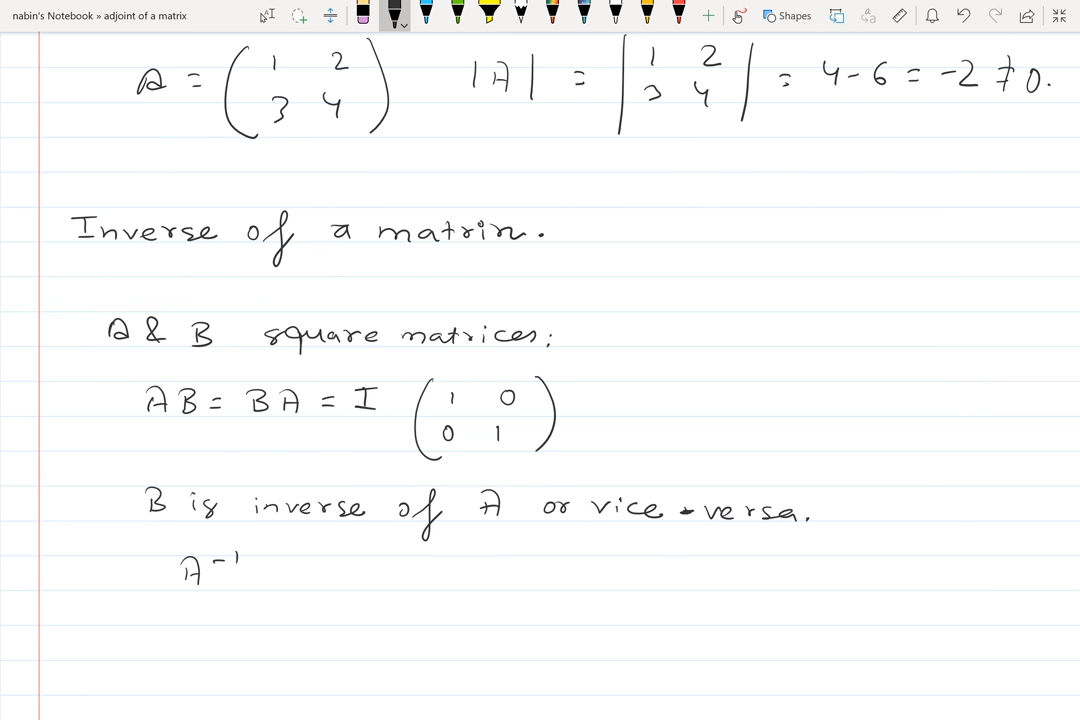 nabin's Notebook » adjoint of a matrix Shapes
A = ( 1 2 |A| = | 1 2 | = 4 - 6 = -2 ≠ 0.
3 4 ) 3 4
Inverse of a matrix.
A & B square matrices;
AB = BA = I ( 1 0
0 1 )
B is inverse of A or vice - versa.
A⁻¹